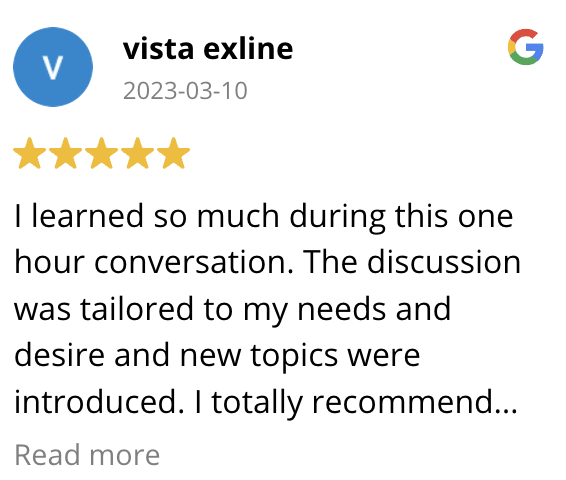 V
vista exline
2023-03-10
I learned so much during this one
hour conversation. The discussion
was tailored to my needs and
desire and new topics were
introduced. I totally recommend...
Read more